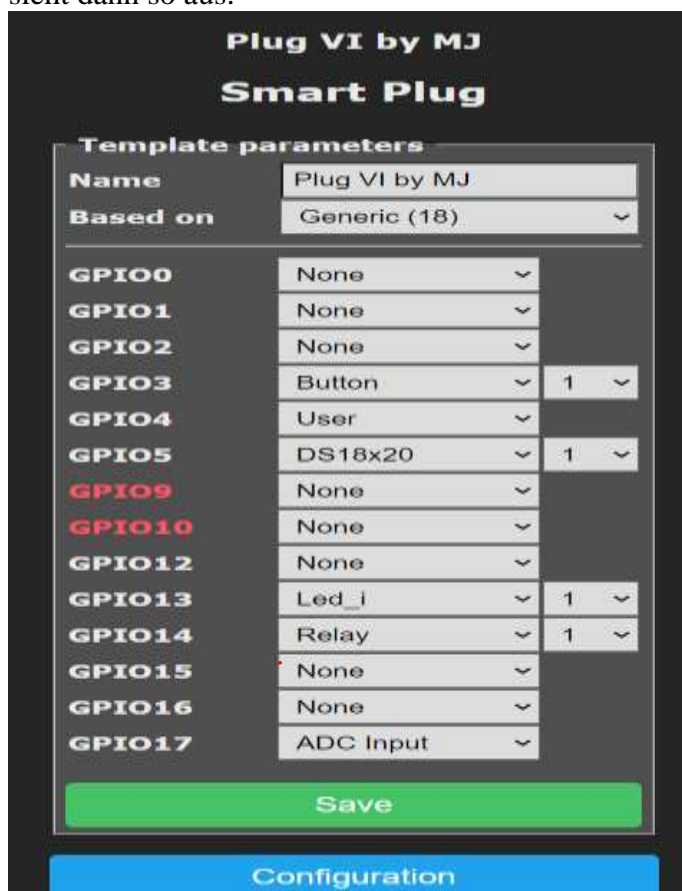 Plug VI by MJ
Smart Plug
Template parameters
Name Plug VI by MJ
Based on Generic (18)
GPIO0 None
GPIO1 None
GPIO2 None
GPIO3 Button 1
GPIO4 User
GPIO5 DS18x20 1
GPIO9 None
GPIO10 None
GPIO12 None
GPIO13 Led_i 1
GPIO14 Relay 1
GPIO15 None
GPIO16 None
GPIO17 ADC Input
Save
Configuration